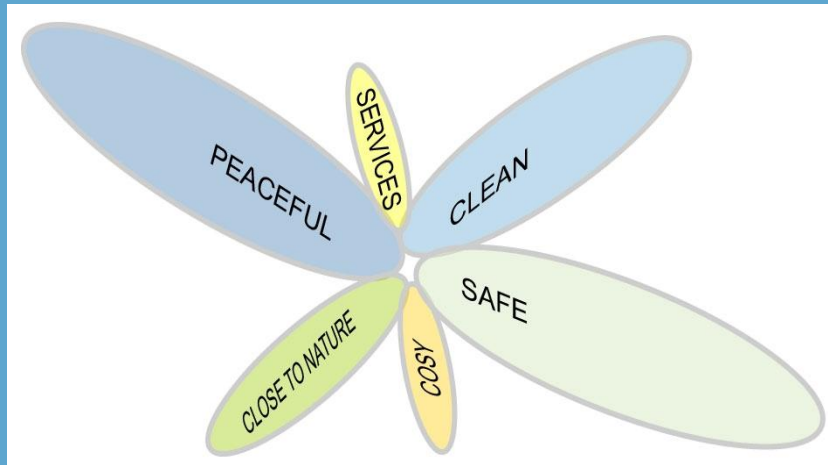 PEACEFUL
SERVICES
CLEAN
SAFE
CLOSE TO NATURE
COSY